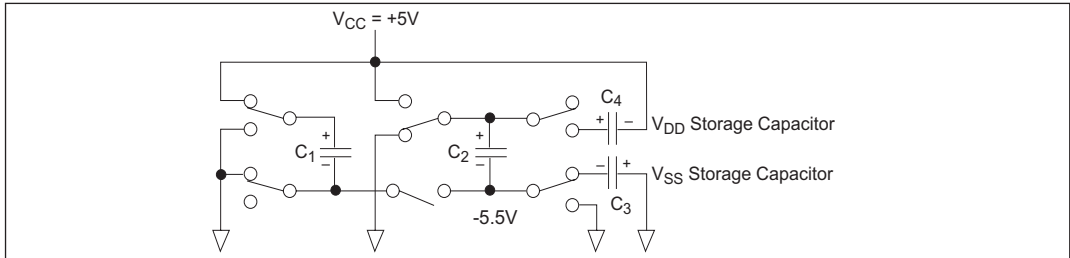 V_CC = +5V
C_4
+ –
V_DD Storage Capacitor
+
C_1
–
+
C_2
–
– +
V_SS Storage Capacitor
C_3
-5.5V